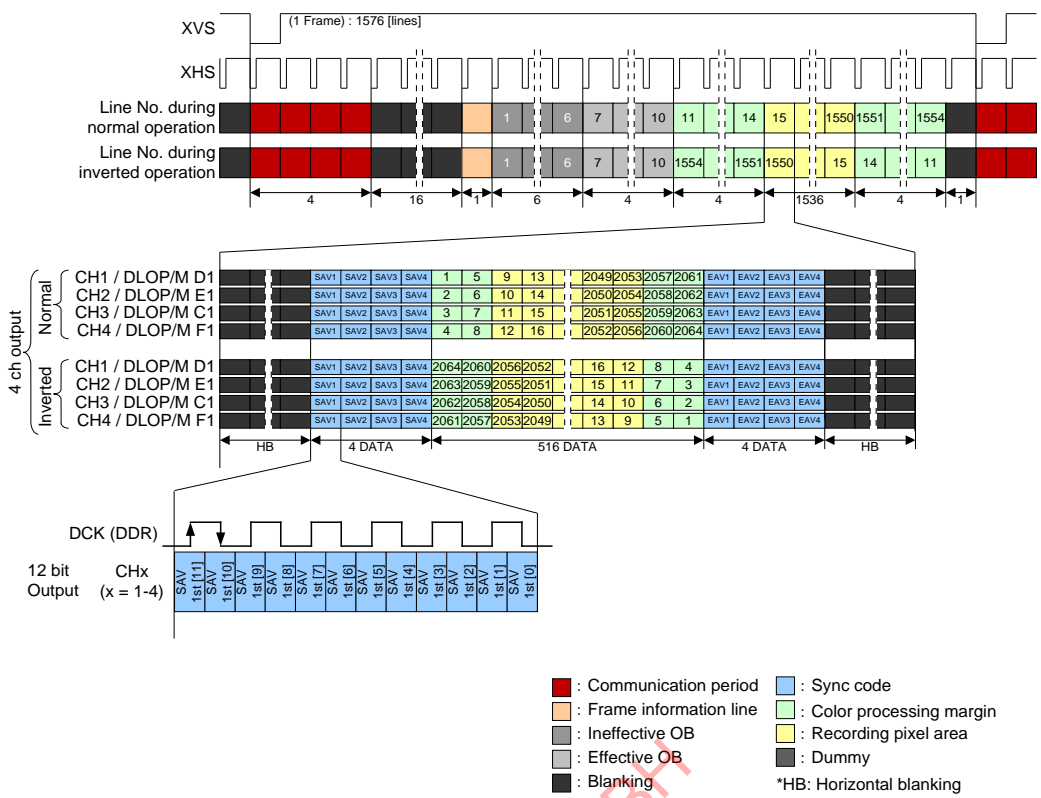 XVS
(1 Frame) : 1576 [lines]
XHS
Line No. during
normal operation
1 6 7 10 11 14 15 1550 1551 1554
Line No. during
inverted operation
1 6 7 10 1554 1551 1550 15 14 11
4 16 1 6 4 4 1536 4 1
4 ch output
Normal
CH1 / DLOP/M D1 SAV1 SAV2 SAV3 SAV4 1 5 9 13 2049 2053 2057 2061 EAV1 EAV2 EAV3 EAV4
CH2 / DLOP/M E1 SAV1 SAV2 SAV3 SAV4 2 6 10 14 2050 2054 2058 2062 EAV1 EAV2 EAV3 EAV4
CH3 / DLOP/M C1 SAV1 SAV2 SAV3 SAV4 3 7 11 15 2051 2055 2059 2063 EAV1 EAV2 EAV3 EAV4
CH4 / DLOP/M F1 SAV1 SAV2 SAV3 SAV4 4 8 12 16 2052 2056 2060 2064 EAV1 EAV2 EAV3 EAV4
Inverted
CH1 / DLOP/M D1 SAV1 SAV2 SAV3 SAV4 2064 2060 2056 2052 16 12 8 4 EAV1 EAV2 EAV3 EAV4
CH2 / DLOP/M E1 SAV1 SAV2 SAV3 SAV4 2063 2059 2055 2051 15 11 7 3 EAV1 EAV2 EAV3 EAV4
CH3 / DLOP/M C1 SAV1 SAV2 SAV3 SAV4 2062 2058 2054 2050 14 10 6 2 EAV1 EAV2 EAV3 EAV4
CH4 / DLOP/M F1 SAV1 SAV2 SAV3 SAV4 2061 2057 2053 2049 13 9 5 1 EAV1 EAV2 EAV3 EAV4
HB 4 DATA 516 DATA 4 DATA HB
DCK (DDR)
12 bit
Output
CHx
(x = 1-4)
SAV
1st [11]
SAV
1st [10]
SAV
1st [9]
SAV
1st [8]
SAV
1st [7]
SAV
1st [6]
SAV
1st [5]
SAV
1st [4]
SAV
1st [3]
SAV
1st [2]
SAV
1st [1]
SAV
1st [0]
: Communication period
: Frame information line
: Ineffective OB
: Effective OB
: Blanking
: Sync code
: Color processing margin
: Recording pixel area
: Dummy
*HB: Horizontal blanking